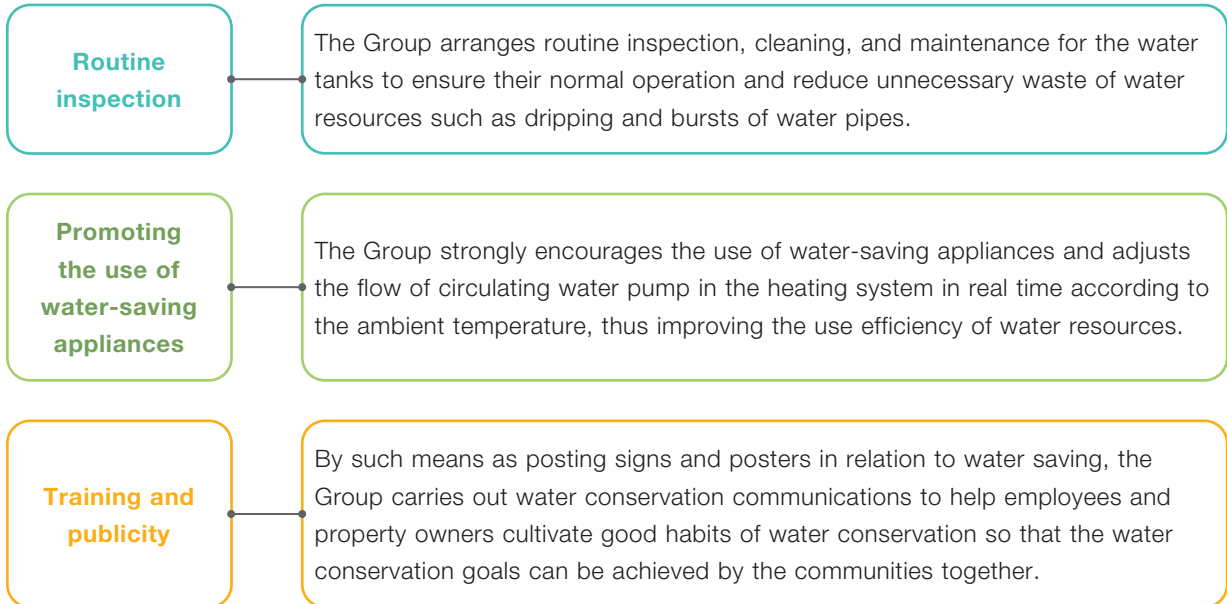 Routine
inspection
The Group arranges routine inspection, cleaning, and maintenance for the water
tanks to ensure their normal operation and reduce unnecessary waste of water
resources such as dripping and bursts of water pipes.
Promoting
the use of
water-saving
appliances
The Group strongly encourages the use of water-saving appliances and adjusts
the flow of circulating water pump in the heating system in real time according to
the ambient temperature, thus improving the use efficiency of water resources.
Training and
publicity
By such means as posting signs and posters in relation to water saving, the
Group carries out water conservation communications to help employees and
property owners cultivate good habits of water conservation so that the water
conservation goals can be achieved by the communities together.